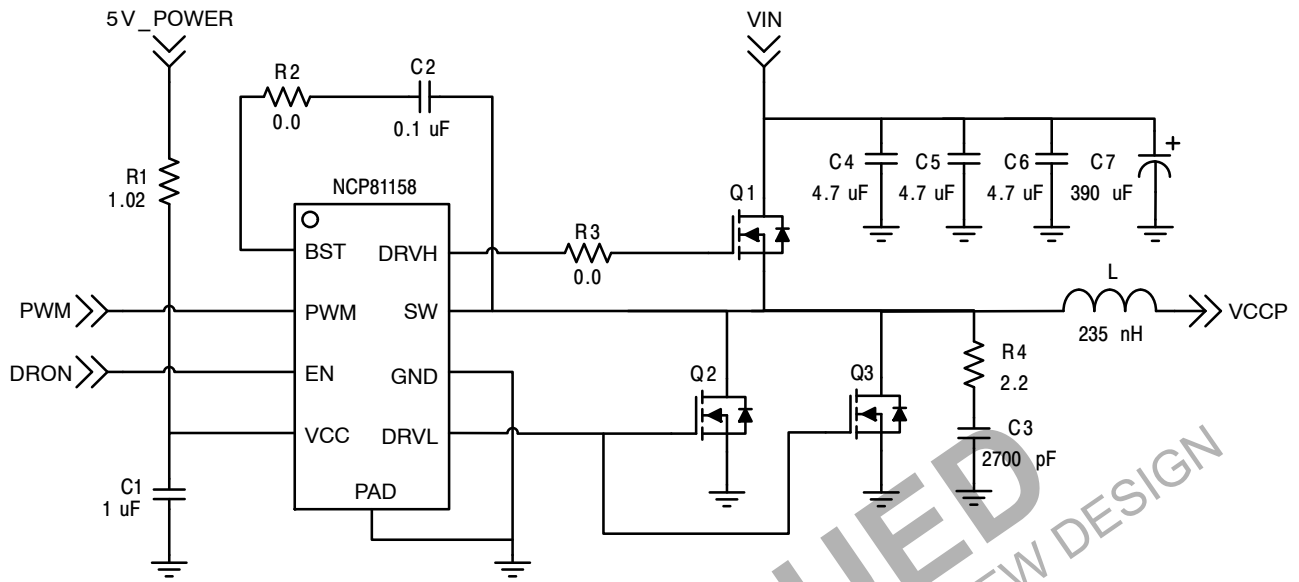 5V_POWER
VIN
R2
0.0
C2
0.1 uF
R1
1.02
NCP81158
BST
DRVH
PWM
SW
EN
GND
VCC
DRVL
PAD
R3
0.0
Q1
C4
4.7 uF
C5
4.7 uF
C6
4.7 uF
C7
390 uF
+
PWM
DRON
L
235 nH
VCCP
Q2
Q3
R4
2.2
C3
2700 pF
C1
1 uF
DESIGN